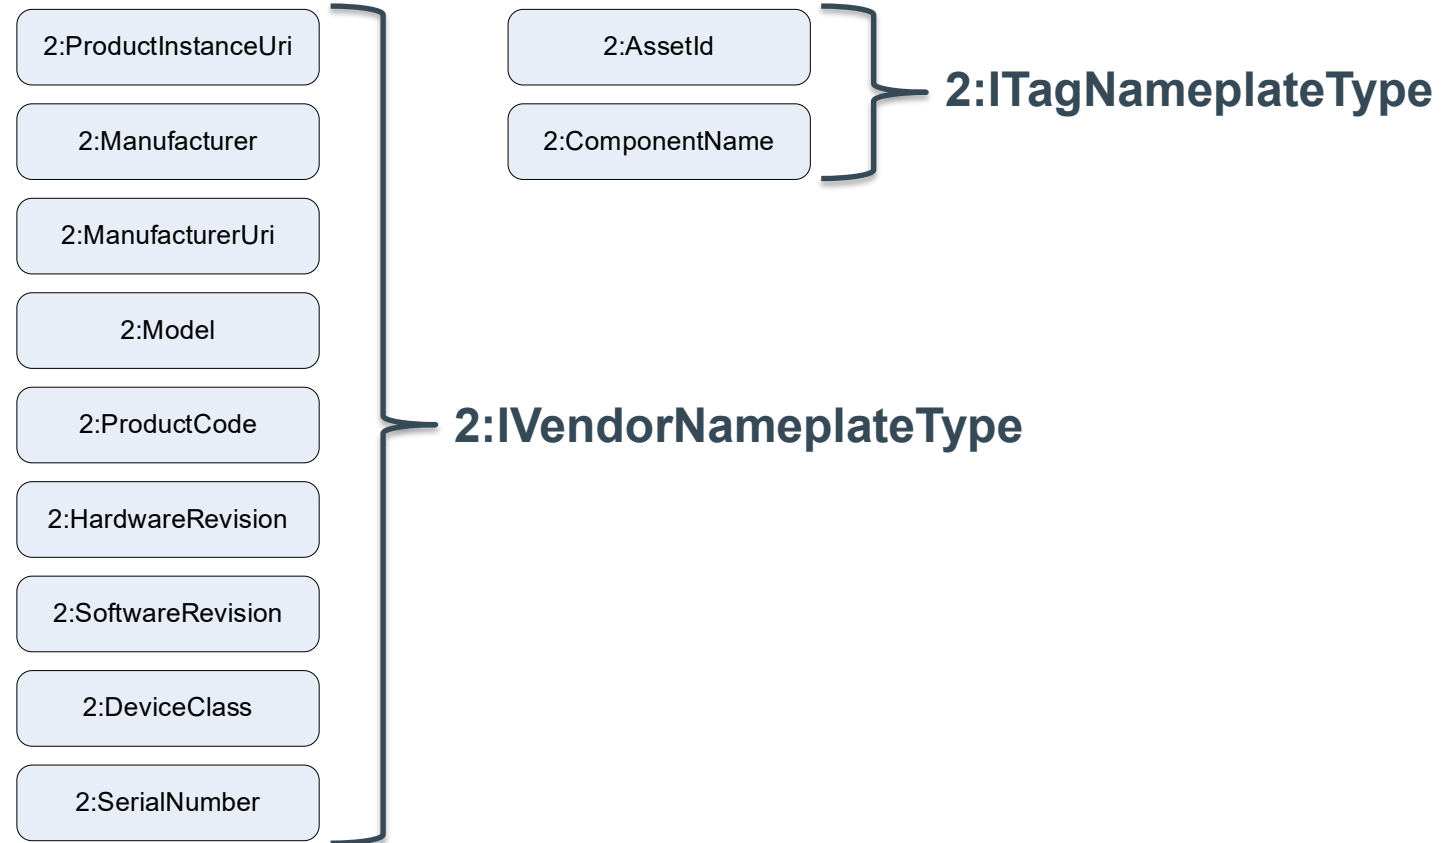 2:ProductInstanceUri
2:Manufacturer
2:ManufacturerUri
2:Model
2:ProductCode
2:HardwareRevision
2:SoftwareRevision
2:DeviceClass
2:SerialNumber
2:IVendorNameplateType
2:AssetId
2:ComponentName
2:ITagNameplateType